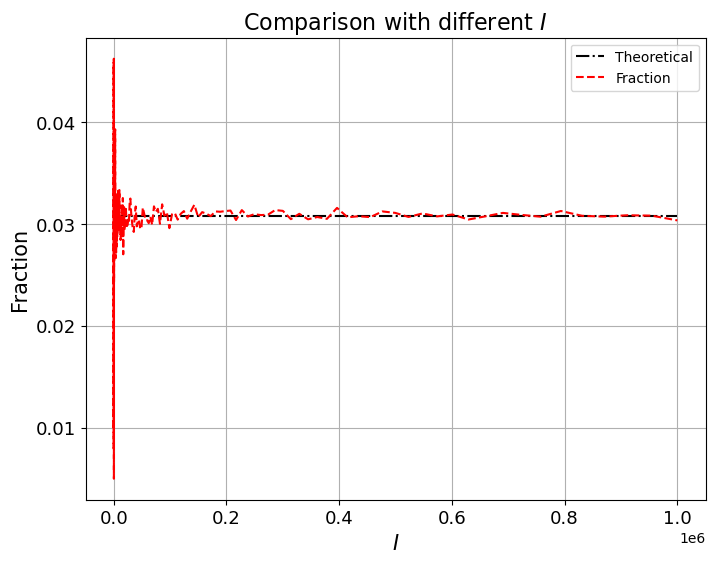 Comparison with different I
Theoretical
Fraction
Fraction
0.04
0.03
0.02
0.01
0.0 0.2 0.4 0.6 0.8 1.0
1e6
I